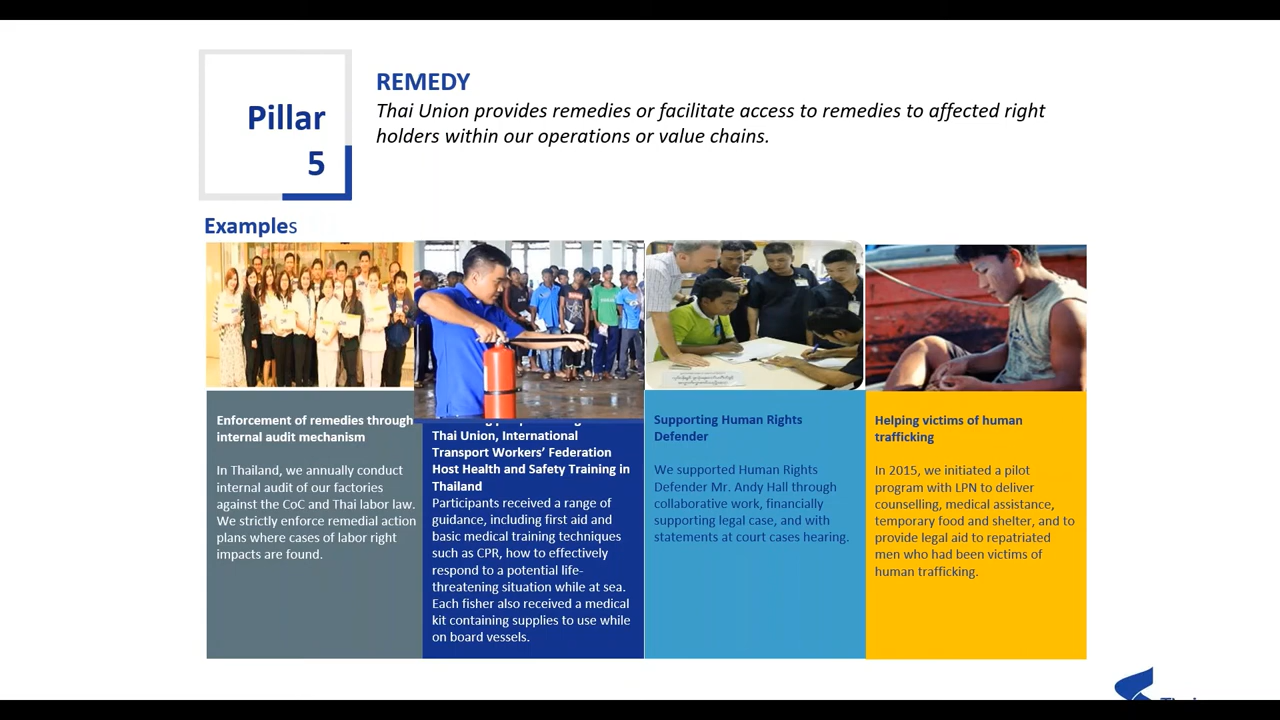 Pillar
5
REMEDY
Thai Union provides remedies or facilitate access to remedies to affected right
holders within our operations or value chains.
Examples
Enforcement of remedies through
internal audit mechanism
In Thailand, we annually conduct
internal audit of our factories
against the CoC and Thai labor law.
We strictly enforce remedial action
plans where cases of labor right
impacts are found.
Thai Union, International
Transport Workers’ Federation
Host Health and Safety Training in
Thailand
Participants received a range of
guidance, including first aid and
basic medical training techniques
such as CPR, how to effectively
respond to a potential life-
threatening situation while at sea.
Each fisher also received a medical
kit containing supplies to use while
on board vessels.
Supporting Human Rights
Defender
We supported Human Rights
Defender Mr. Andy Hall through
collaborative work, financially
supporting legal case, and with
statements at court cases hearing.
Helping victims of human
trafficking
In 2015, we initiated a pilot
program with LPN to deliver
counselling, medical assistance,
temporary food and shelter, and to
provide legal aid to repatriated
men who had been victims of
human trafficking.